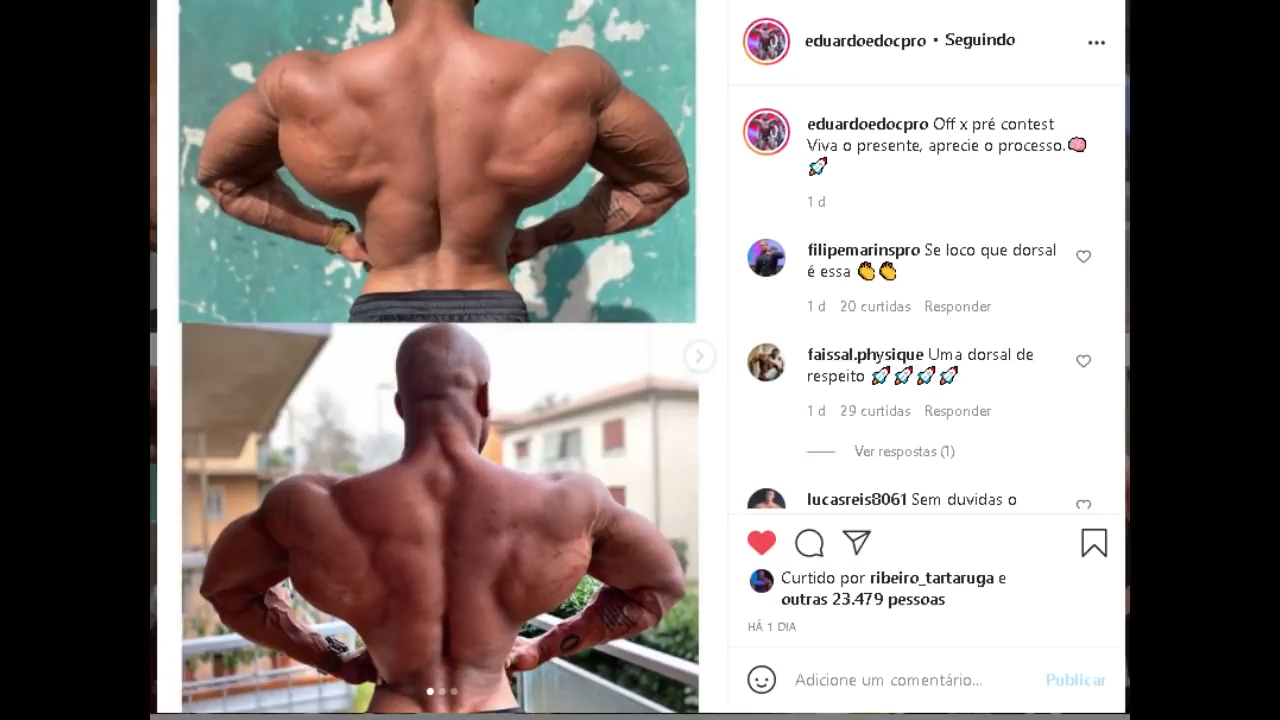 eduardoedocpro • Seguindo
eduardoedocpro Off x pré contest
Viva o presente, aprecie o processo.
1 d
filipemarinspro Se loco que dorsal
é essa
1 d 20 curtidas Responder
faissal.physique Uma dorsal de
respeito
1 d 29 curtidas Responder
Ver respostas (1)
lucasreis8061 Sem duvidas o
Curtido por ribeiro_tartaruga e
outras 23.479 pessoas
HÁ 1 DIA
Adicione um comentário... Publicar